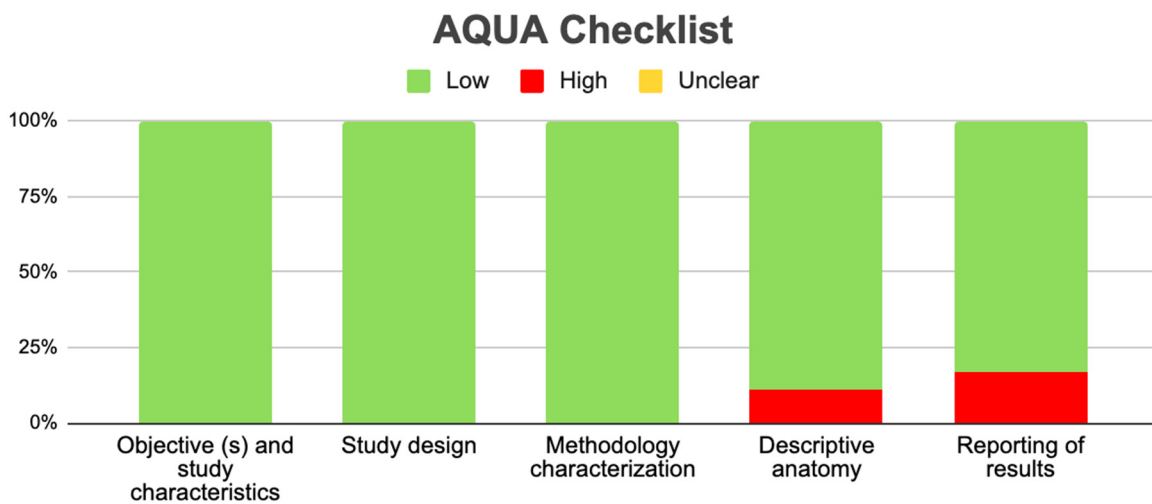 AQUA Checklist
Low High Unclear
100%
75%
50%
25%
0%
Objective (s) and
study
characteristics
Study design
Methodology
characterization
Descriptive
anatomy
Reporting of
results